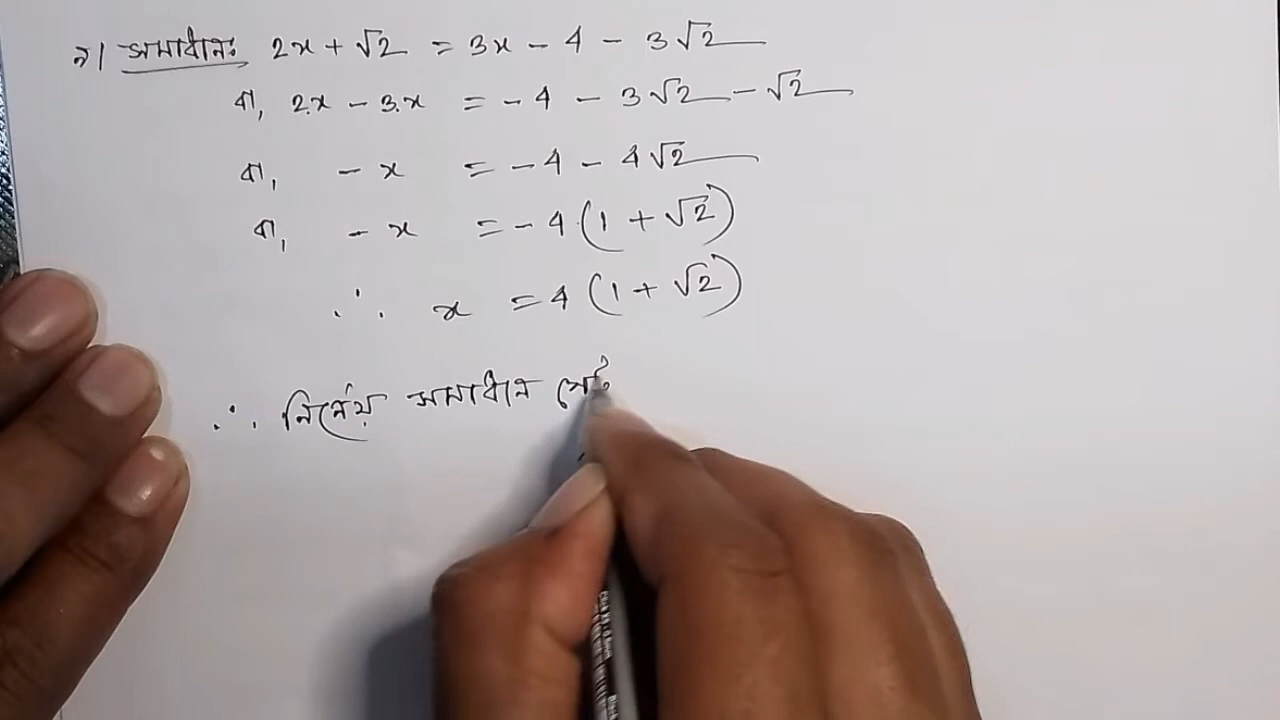 ৯। সমাধানঃ 2x + √2 = 3x - 4 - 3√2
বা, 2x - 3x = -4 - 3√2 - √2
বা, -x = -4 - 4√2
বা, -x = -4(1 + √2)
∴ x = 4(1 + √2)
∴ নির্ণেয় সমাধান